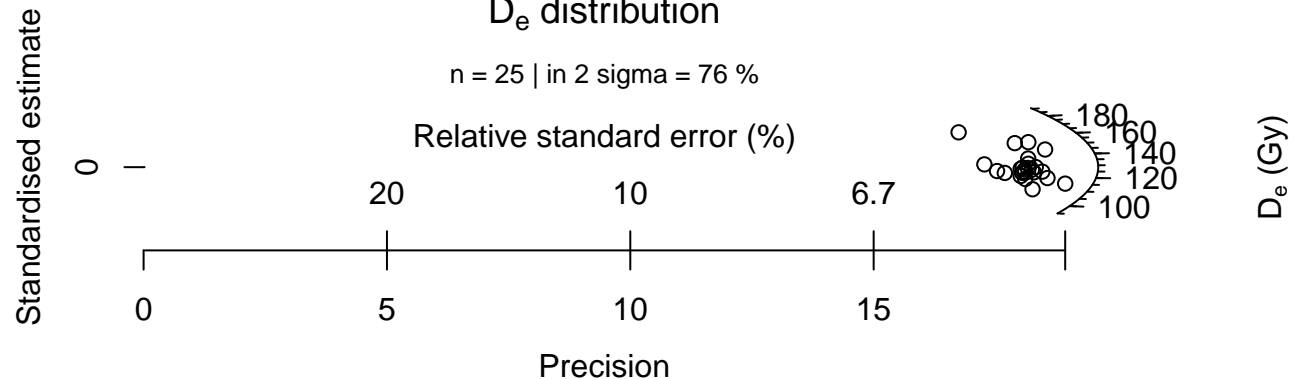 Dₑ distribution
n = 25 | in 2 sigma = 76 %
Relative standard error (%)
20 10 6.7
0 5 10 15
Precision
Standardised estimate
0
180
160
140
120
100
Dₑ (Gy)